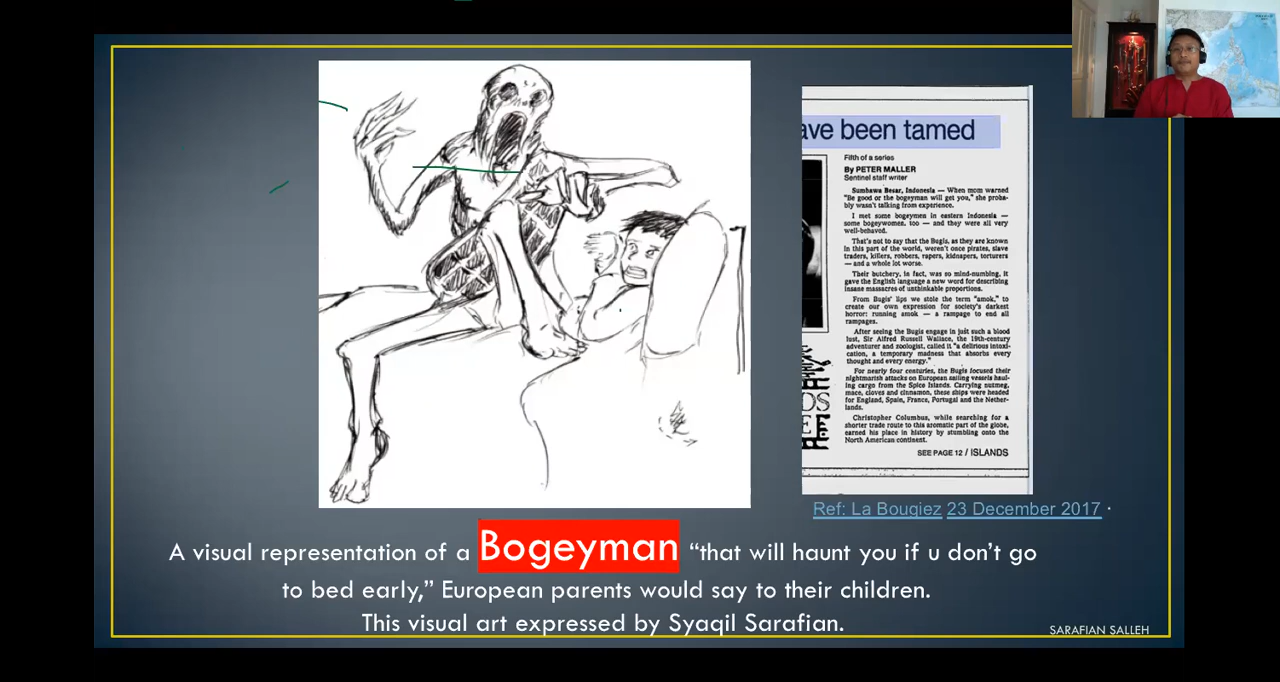 ave been tamed
Fifth of a series
By PETER MALLER
Sentinel staff writer
Sumbawa Besar, Indonesia — When mom warned
"Be good or the bogeyman will get you," she proba-
bly wasn't talking from experience.
I met some bogeymen in eastern Indonesia —
some bogeywomen, too — and they were all very
well-behaved.
That's not to say that the Bugis, as they are known
in this part of the world, weren't once pirates, slave
traders, killers, robbers, rapers, kidnapers, torturers
— and a whole lot worse.
Their butchery, in fact, was so mind-numbing, it
gave the English language a new word for describing
insane massacres of unthinkable proportions.
From Bugis' lips we stole the term "amok," to
create our own expression for society's darkest
horror: running amok — a rampage to end all
rampages.
After seeing the Bugis engage in just such a blood
lust, Sir Alfred Russell Wallace, the 19th-century
adventurer and zoologist, called it "a delirious intoxi-
cation, a temporary madness that absorbs every
thought and every energy."
For nearly four centuries, the Bugis focused their
nightmarish attacks on European sailing vessels haul-
ing cargo from the Spice Islands. Carrying nutmeg,
mace, cloves and cinnamon, these ships were headed
for England, Spain, France, Portugal and the Nether-
lands.
Christopher Columbus, while searching for a
shorter trade route to this aromatic part of the globe,
earned his place in history by stumbling onto the
North American continent.
SEE PAGE 12 / ISLANDS
Ref: La Bougiez 23 December 2017 ·
A visual representation of a Bogeyman “that will haunt you if u don’t go
to bed early,” European parents would say to their children.
This visual art expressed by Syaqil Sarafian.
SARAFIAN SALLEH